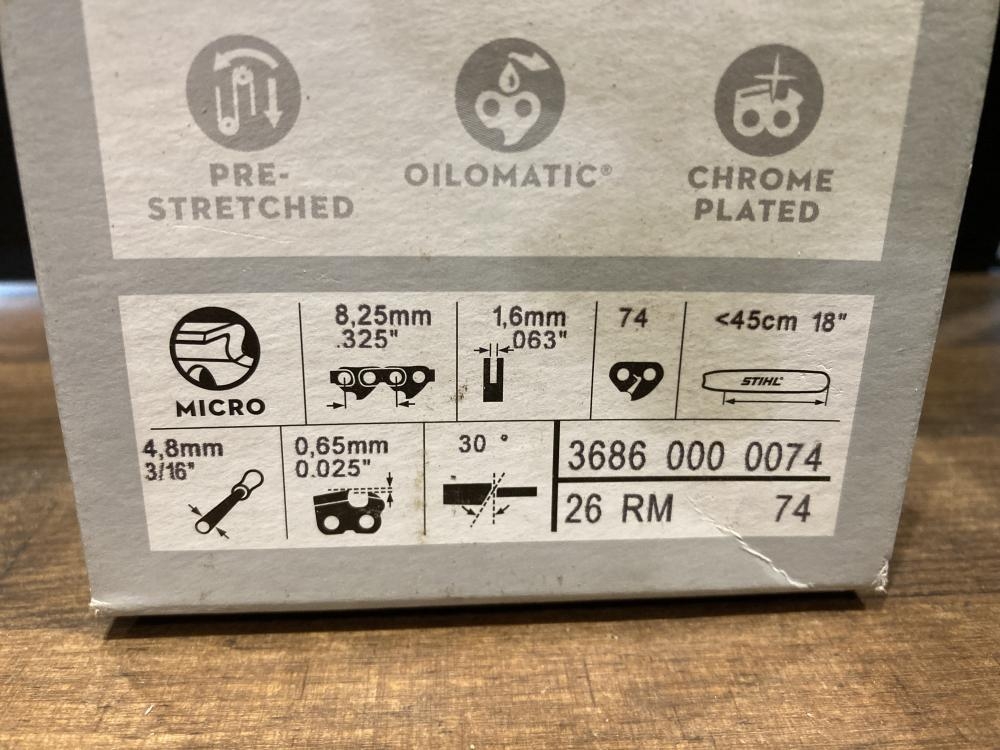 PRE-
STRETCHED
OILOMATIC®
CHROME
PLATED
MICRO
8,25mm
.325"
1,6mm
.063"
74
<45cm 18"
STIHL®
4,8mm
3/16"
0,65mm
0.025"
30 °
3686 000 0074
26 RM 74